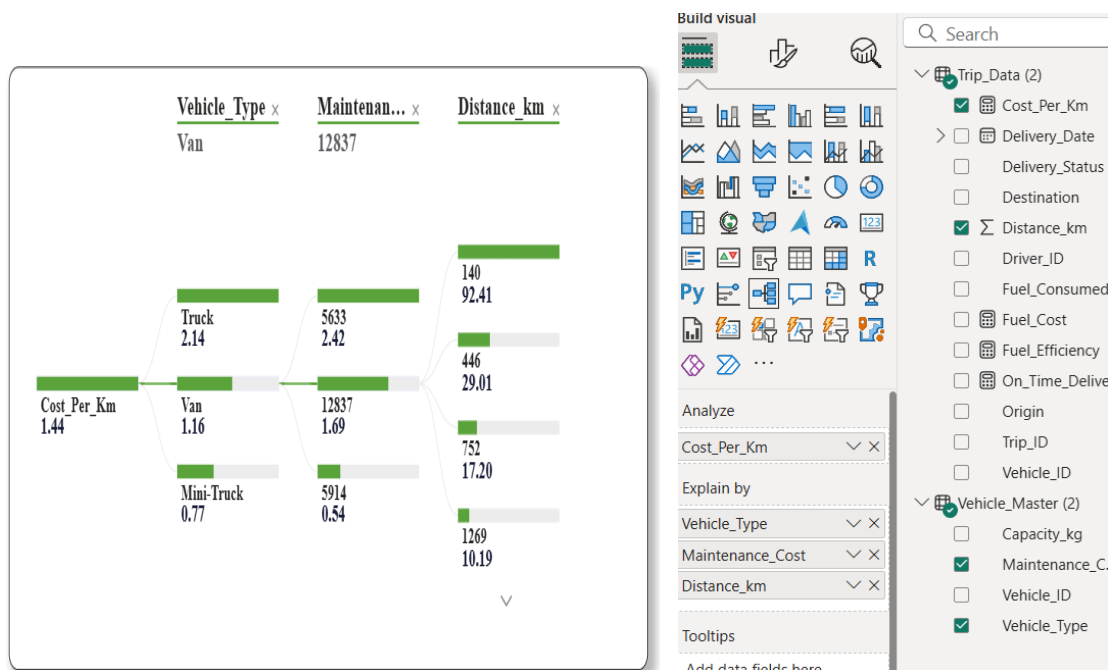 Vehicle_Type ×
Maintenan... ×
Distance_km ×
Van
12837
140
92.41
Truck
2.14
5633
2.42
446
29.01
Cost_Per_Km
1.44
Van
1.16
12837
1.69
752
17.20
Mini-Truck
0.77
5914
0.54
1269
10.19
Build visual
123
R
Py
123
...
Analyze
Cost_Per_Km
Explain by
Vehicle_Type
Maintenance_Cost
Distance_km
Tooltips
Add data fields here
Search
Trip_Data (2)
Cost_Per_Km
Delivery_Date
Delivery_Status
Destination
Σ Distance_km
Driver_ID
Fuel_Consumed
Fuel_Cost
Fuel_Efficiency
On_Time_Delive
Origin
Trip_ID
Vehicle_ID
Vehicle_Master (2)
Capacity_kg
Maintenance_C.
Vehicle_ID
Vehicle_Type